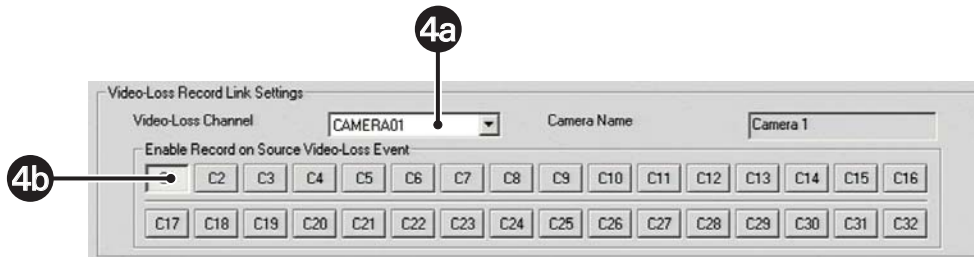 4a
Video-Loss Record Link Settings
Video-Loss Channel CAMERA01 Camera Name Camera 1
Enable Record on Source Video-Loss Event
4b
C2 C3 C4 C5 C6 C7 C8 C9 C10 C11 C12 C13 C14 C15 C16
C17 C18 C19 C20 C21 C22 C23 C24 C25 C26 C27 C28 C29 C30 C31 C32